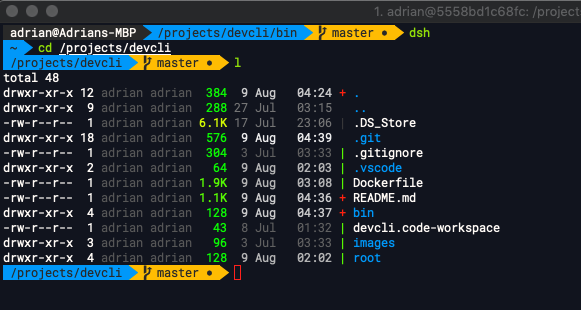 1. adrian@5558bd1c68fc: /project
adrian@Adrians-MBP /projects/devcli/bin master ● dsh
~ cd /projects/devcli
/projects/devcli master ● l
total 48
drwxr-xr-x 12 adrian adrian 384 9 Aug 04:24 + .
drwxr-xr-x 9 adrian adrian 288 27 Jul 03:15 ..
-rw-r--r-- 1 adrian adrian 6.1K 17 Jul 23:06 | .DS_Store
drwxr-xr-x 18 adrian adrian 576 9 Aug 04:39 .git
-rw-r--r-- 1 adrian adrian 304 3 Jul 03:33 | .gitignore
drwxr-xr-x 2 adrian adrian 64 9 Aug 02:03 | .vscode
-rw-r--r-- 1 adrian adrian 1.9K 9 Aug 03:08 | Dockerfile
-rw-r--r-- 1 adrian adrian 1.1K 9 Aug 04:36 + README.md
drwxr-xr-x 4 adrian adrian 128 9 Aug 04:37 + bin
-rw-r--r-- 1 adrian adrian 43 8 Jul 01:32 | devcli.code-workspace
drwxr-xr-x 3 adrian adrian 96 3 Jul 03:33 | images
drwxr-xr-x 4 adrian adrian 128 9 Aug 02:02 | root
/projects/devcli master ●